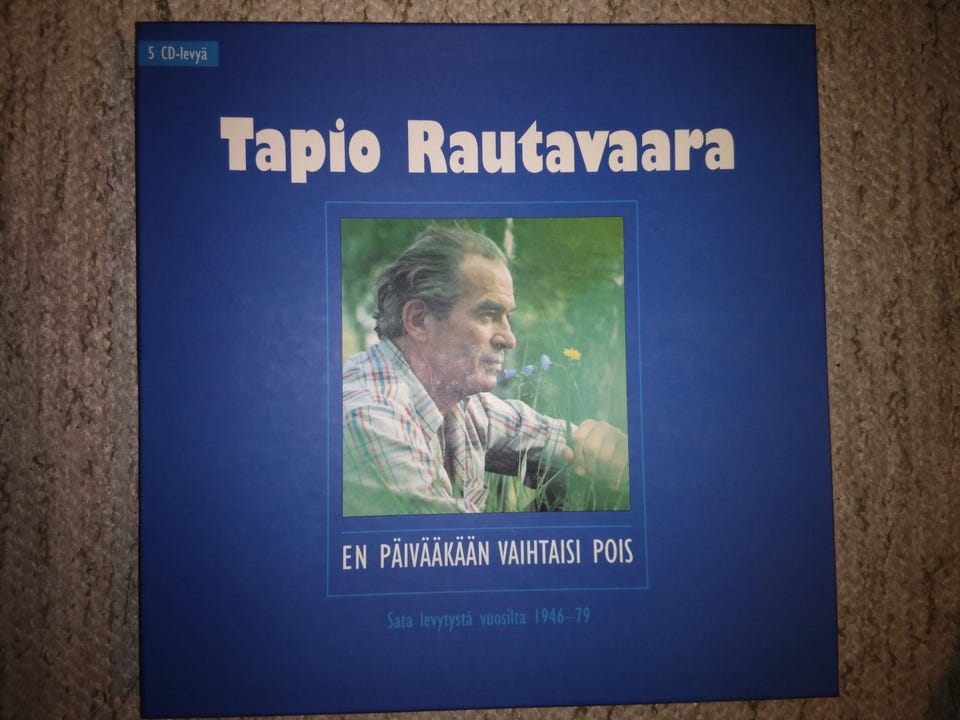 5 CD-levyä
Tapio Rautavaara
EN PÄIVÄÄKÄÄN VAIHTAISI POIS
Sata levytystä vuosilta 1946–79